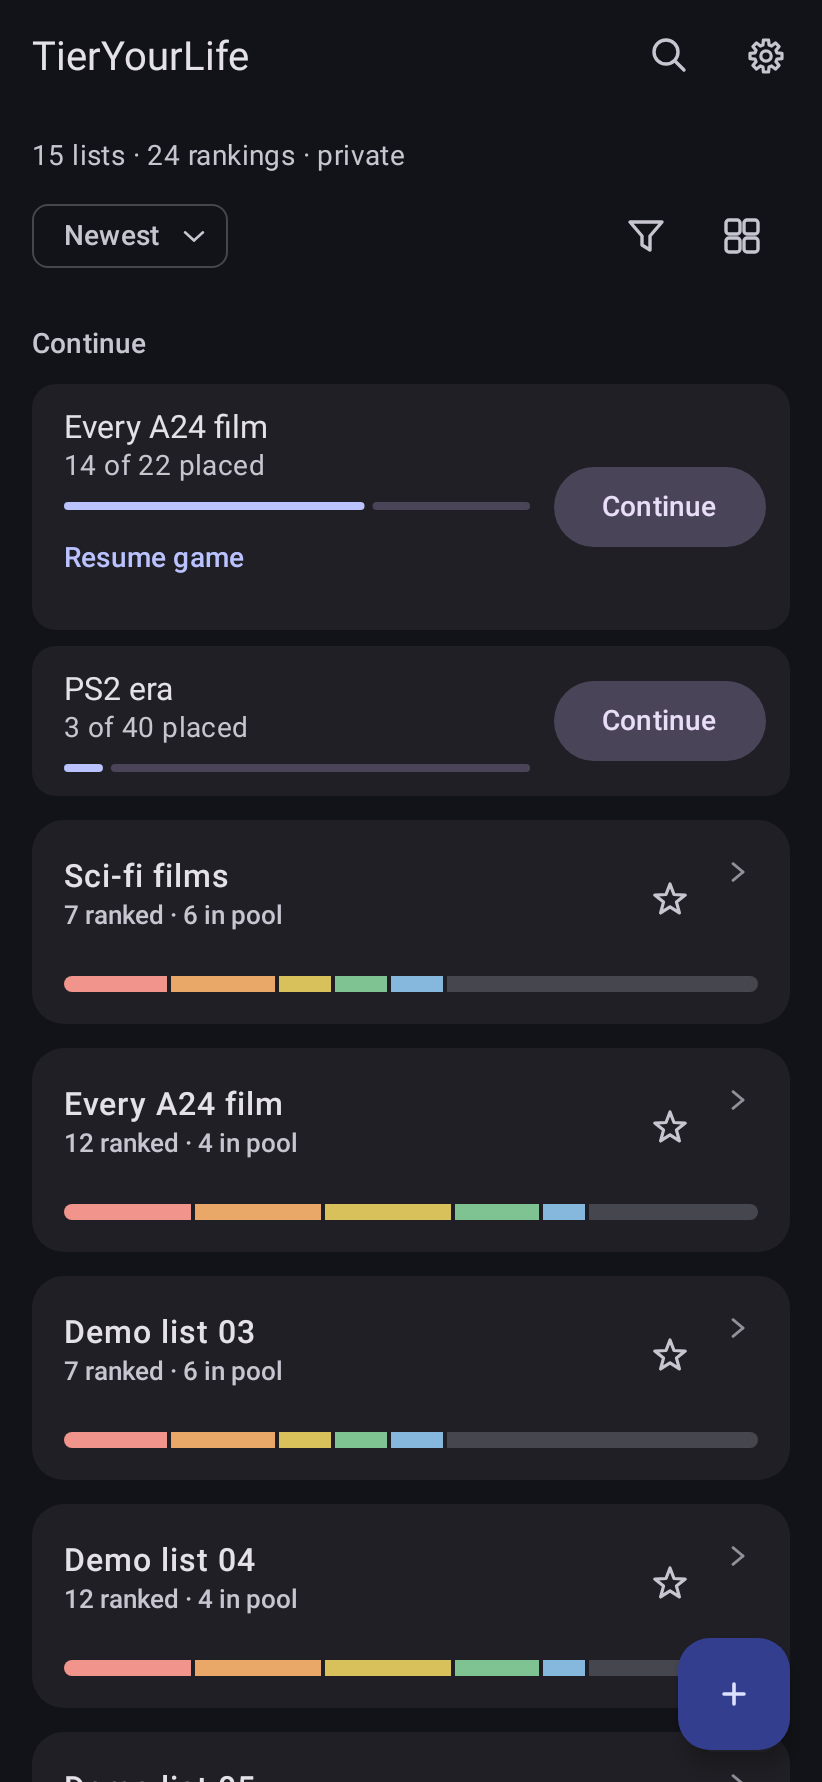 TierYourLife
15 lists · 24 rankings · private
Newest
Continue
Every A24 film
14 of 22 placed
Continue
Resume game
PS2 era
3 of 40 placed
Continue
Sci-fi films
7 ranked · 6 in pool
Every A24 film
12 ranked · 4 in pool
Demo list 03
7 ranked · 6 in pool
Demo list 04
12 ranked · 4 in pool
Demo list